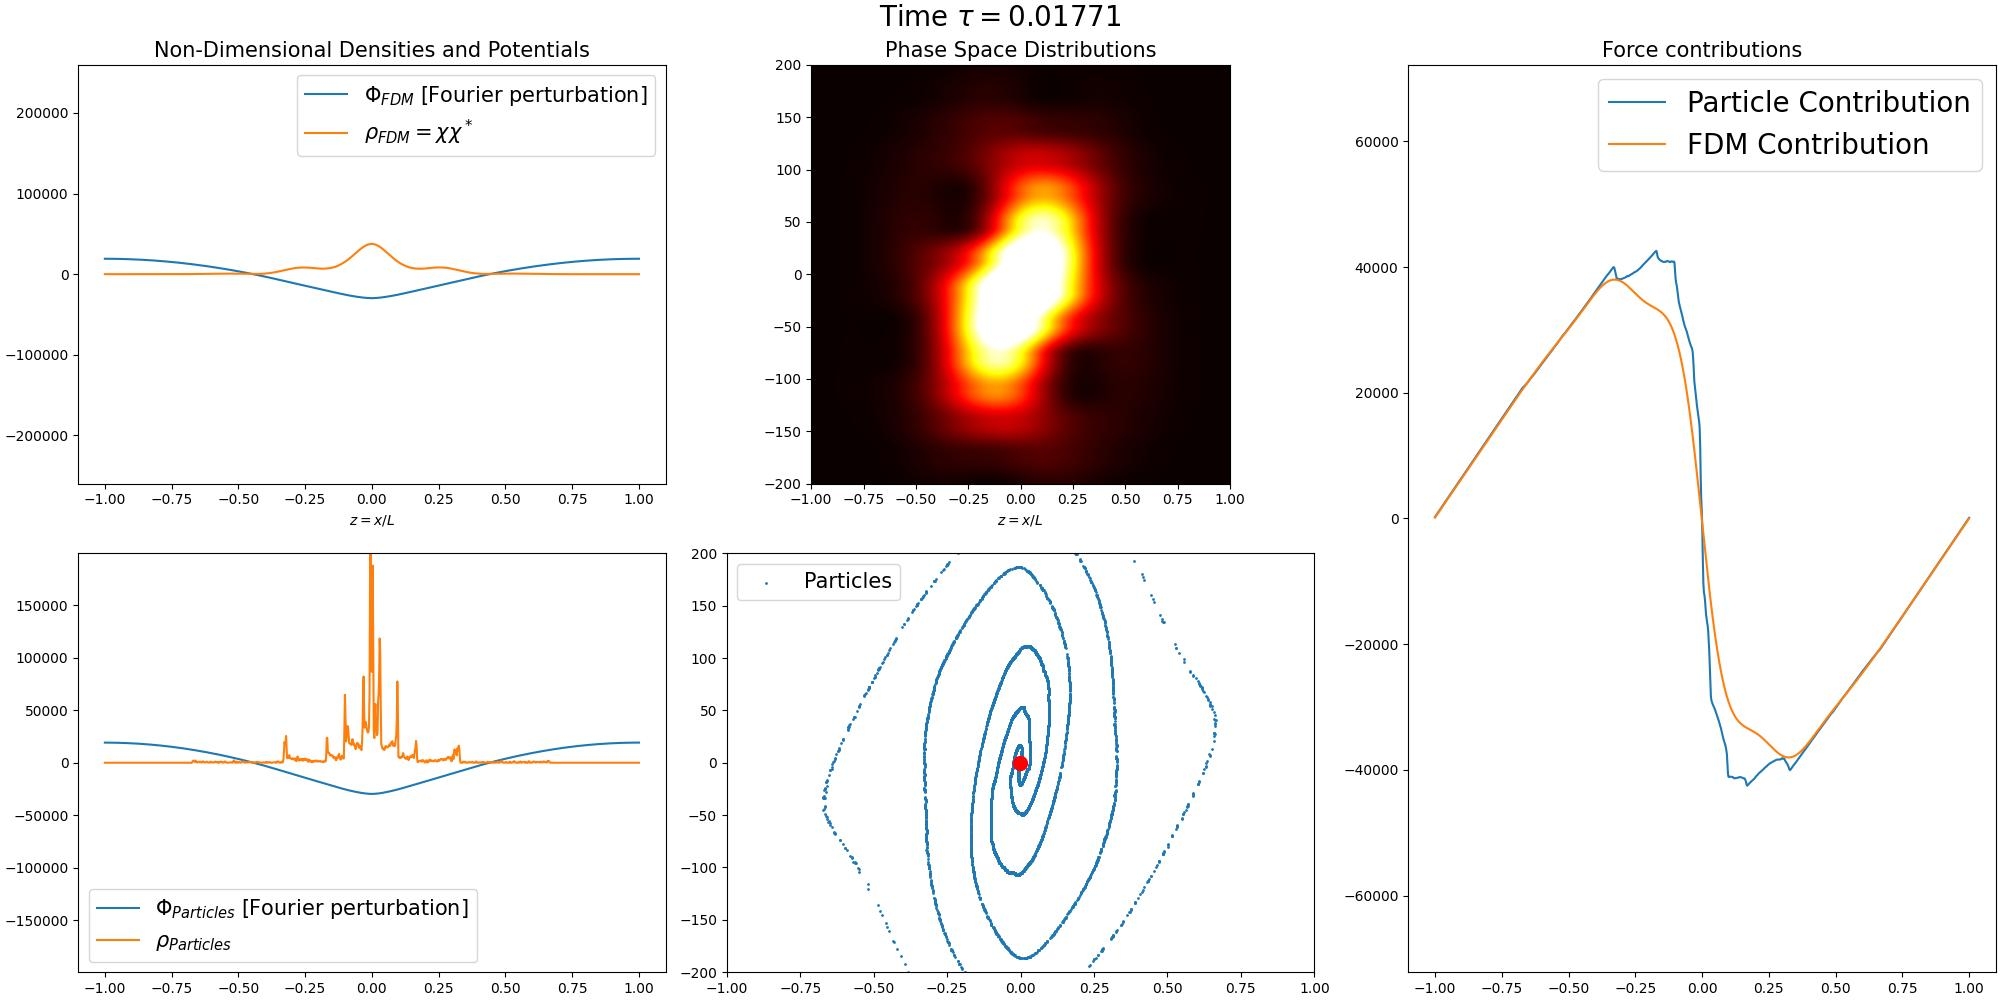 Time τ = 0.01771
Non-Dimensional Densities and Potentials
Φ_FDM [Fourier perturbation]
ρ_FDM = χχ*
200000
100000
0
−100000
−200000
−1.00 −0.75 −0.50 −0.25 0.00 0.25 0.50 0.75 1.00
z = x/L
Phase Space Distributions
200
150
100
50
0
−50
−100
−150
−200
−1.00 −0.75 −0.50 −0.25 0.00 0.25 0.50 0.75 1.00
z = x/L
Force contributions
Particle Contribution
FDM Contribution
60000
40000
20000
0
−20000
−40000
−60000
−1.00 −0.75 −0.50 −0.25 0.00 0.25 0.50 0.75 1.00
150000
100000
50000
0
−50000
−100000
−150000
Φ_Particles [Fourier perturbation]
ρ_Particles
−1.00 −0.75 −0.50 −0.25 0.00 0.25 0.50 0.75 1.00
Particles
200
150
100
50
0
−50
−100
−150
−200
−1.00 −0.75 −0.50 −0.25 0.00 0.25 0.50 0.75 1.00